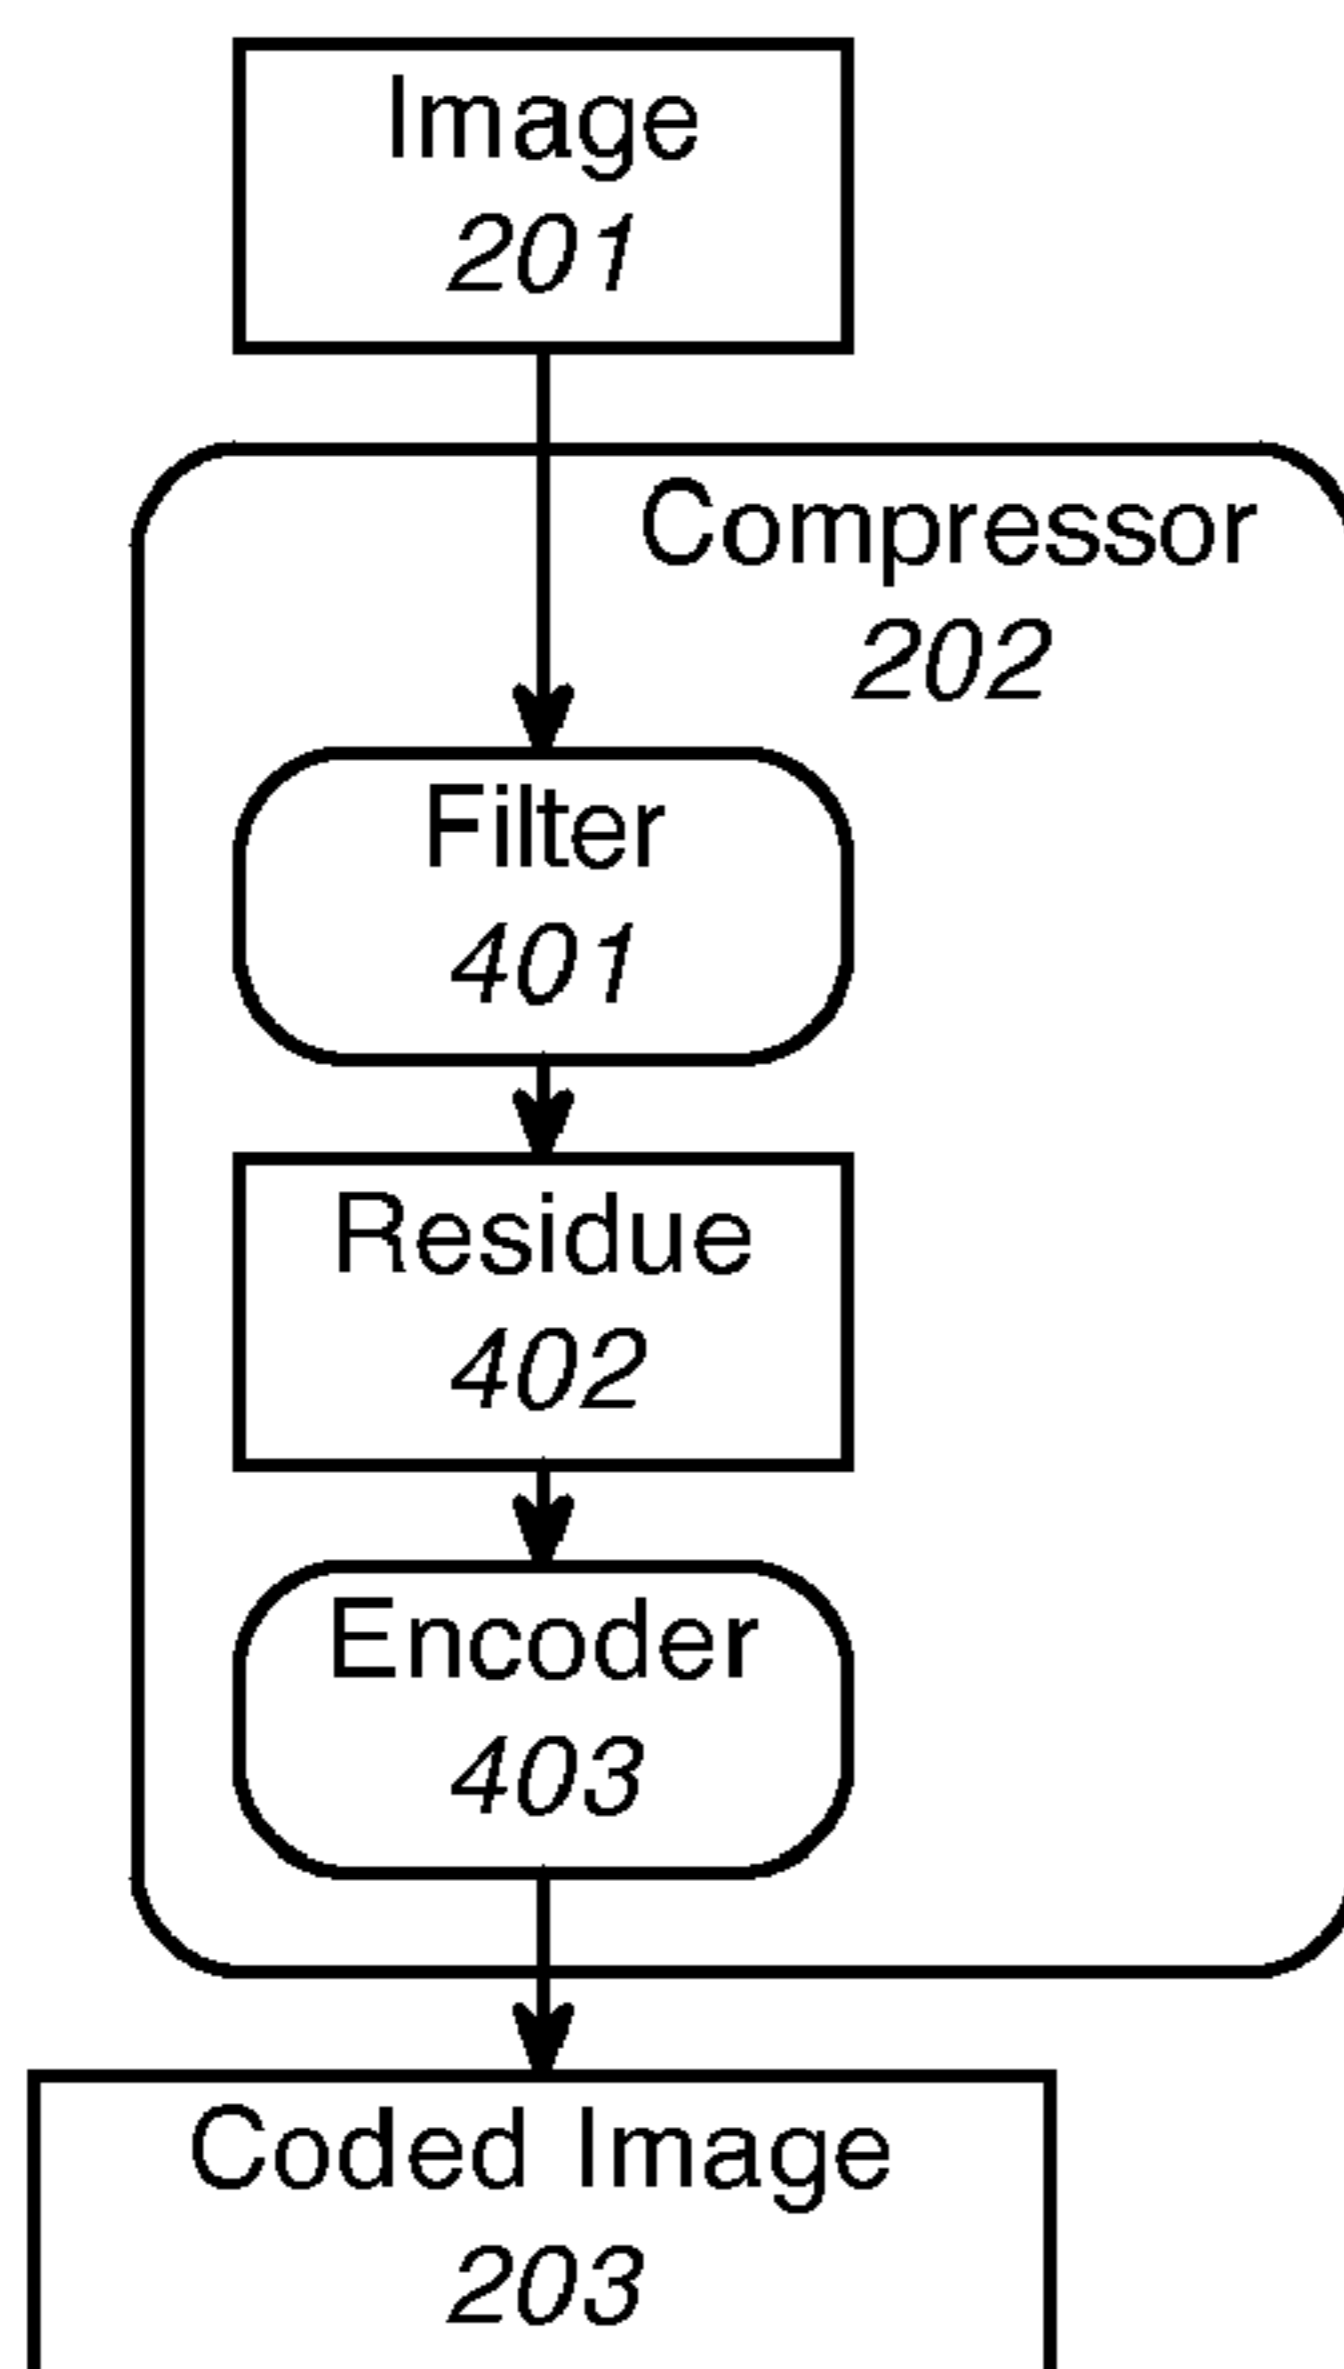 Image
201
Compressor
202
Filter
401
Residue
402
Encoder
403
Coded Image
203